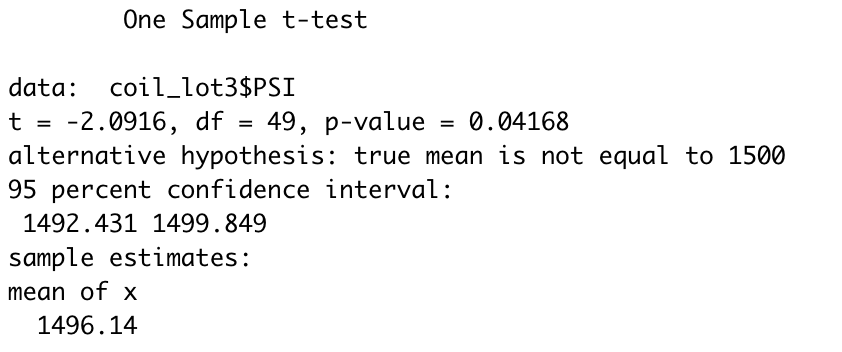 One Sample t-test
data:  coil_lot3$PSI
t = -2.0916, df = 49, p-value = 0.04168
alternative hypothesis: true mean is not equal to 1500
95 percent confidence interval:
1492.431 1499.849
sample estimates:
mean of x
1496.14